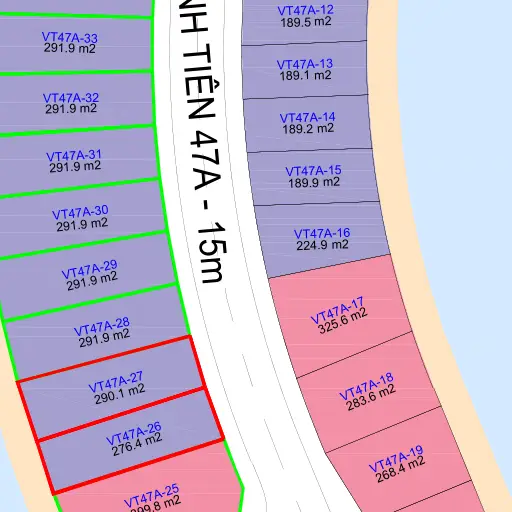 VT47A-33
291.9 m2
VT47A-32
291.9 m2
VT47A-31
291.9 m2
VT47A-30
291.9 m2
VT47A-29
291.9 m2
VT47A-28
291.9 m2
VT47A-27
290.1 m2
VT47A-26
276.4 m2
VT47A-25
NH TIÊN 47A - 15m
VT47A-12
189.5 m2
VT47A-13
189.1 m2
VT47A-14
189.2 m2
VT47A-15
189.9 m2
VT47A-16
224.9 m2
VT47A-17
325.6 m2
VT47A-18
283.6 m2
VT47A-19
268.4 m2